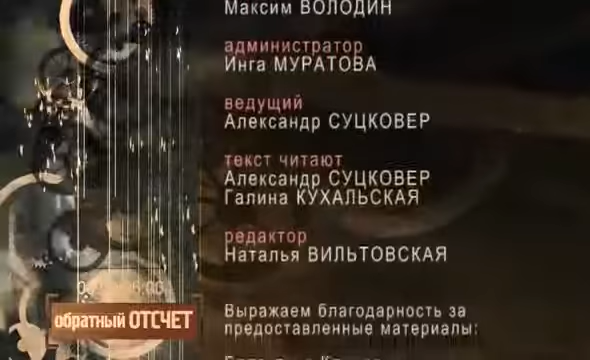 Максим ВОЛОДИН
администратор
Инга МУРАТОВА
ведущий
Александр СУЦКОВЕР
текст читают
Александр СУЦКОВЕР
Галина КУХАЛЬСКАЯ
редактор
Наталья ВИЛЬТОВСКАЯ
обратный ОТСЧЕТ
Выражаем благодарность за
предоставленные материалы: